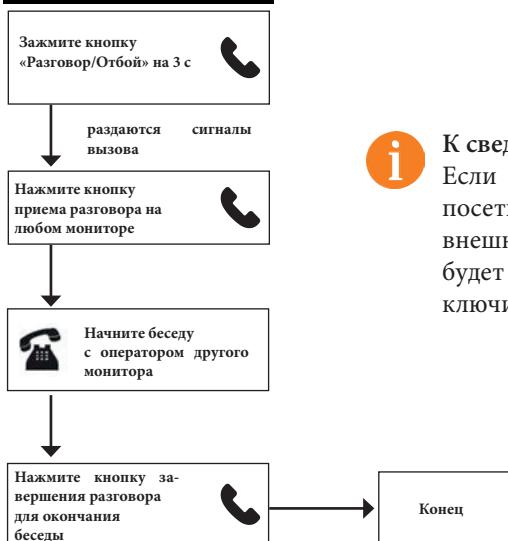 Зажмите кнопку
«Разговор/Отбой» на 3 с
раздаются сигналы
вызова
Нажмите кнопку
приема разговора на
любом мониторе
Начните беседу
с оператором другого
монитора
Нажмите кнопку за-
вершения разговора
для окончания
беседы
Конец
К
Если
будет